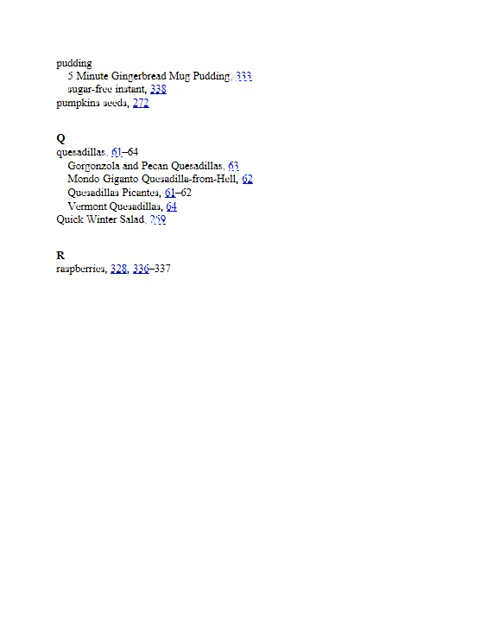 pudding
5 Minute Gingerbread Mug Pudding, 333
sugar-free instant, 338
pumpkins seeds, 272
Q
quesadillas, 61–64
Gorgonzola and Pecan Quesadillas, 63
Mondo Giganto Quesadilla-from-Hell, 62
Quesadillas Picantes, 61–62
Vermont Quesadillas, 64
Quick Winter Salad, 259
R
raspberries, 328, 336–337